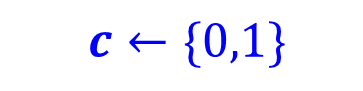 c ← {0,1}